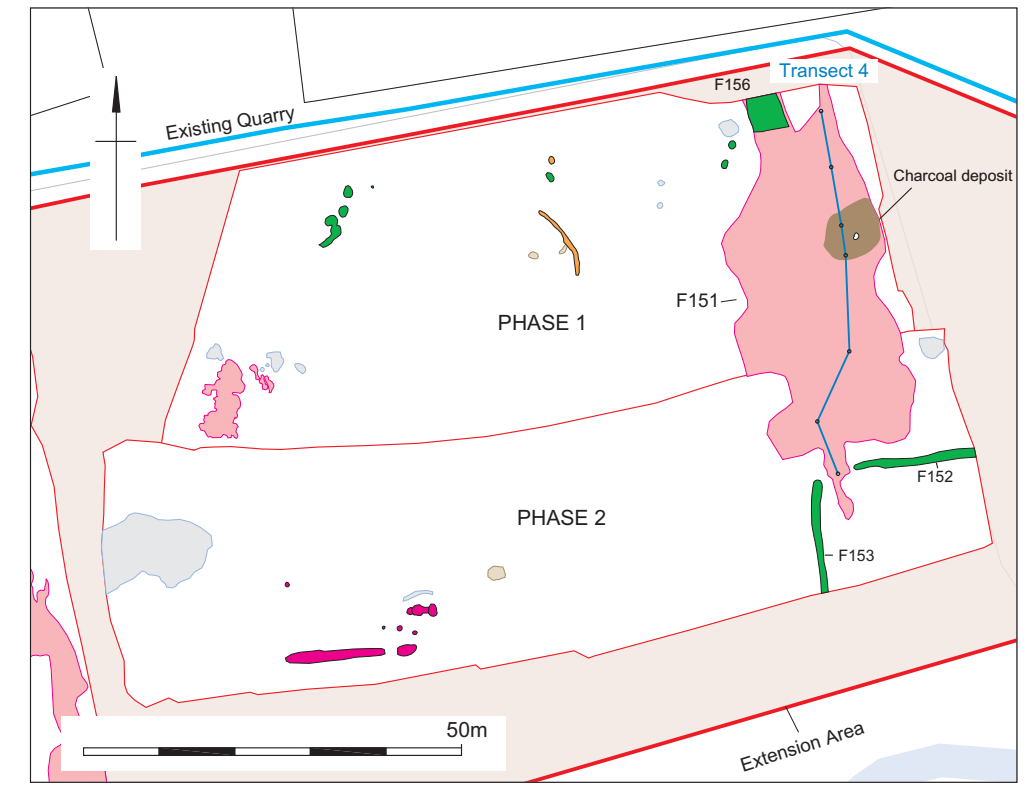 Transect 4
F156
Existing Quarry
Charcoal deposit
F151
PHASE 1
F152
PHASE 2
F153
50m
Extension Area